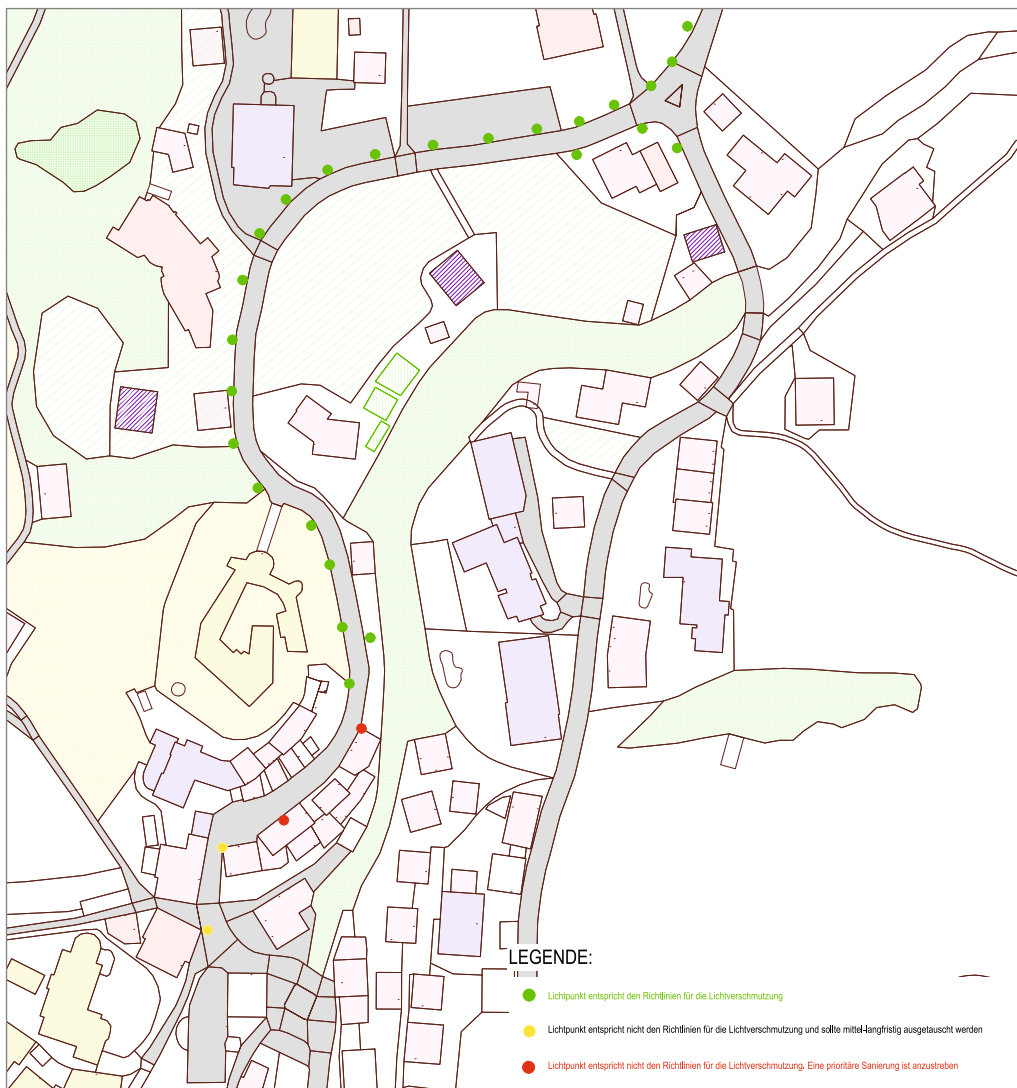 LEGENDE:
Lichtpunkt entspricht den Richtlinien für die Lichtverschmutzung
Lichtpunkt entspricht nicht den Richtlinien für die Lichtverschmutzung und sollte mittel-langfristig ausgetauscht werden
Lichtpunkt entspricht nicht den Richtlinien für die Lichtverschmutzung. Eine prioritäre Sanierung ist anzustreben